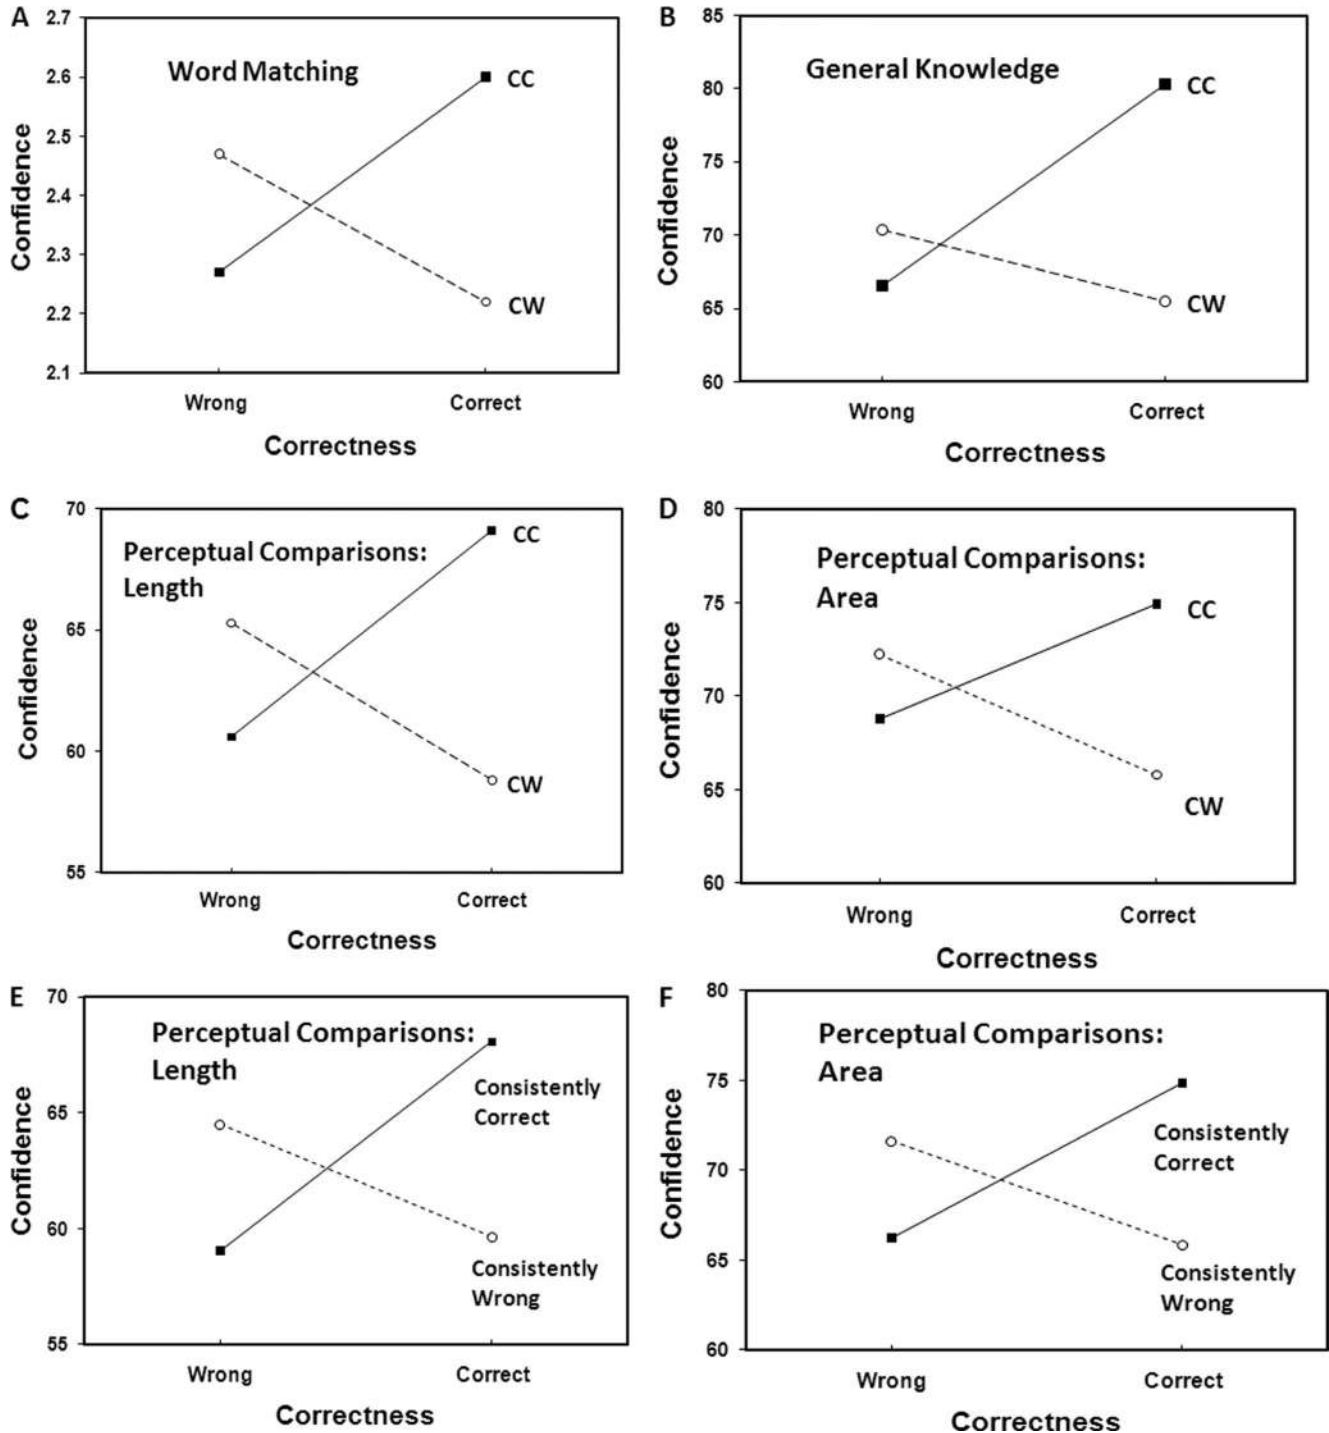 A
2.7
2.6
2.5
2.4
2.3
2.2
2.1
Word Matching
CC
CW
Confidence
Wrong
Correct
Correctness
B
85
80
75
70
65
60
General Knowledge
CC
CW
Confidence
Wrong
Correct
Correctness
C
70
65
60
55
Perceptual Comparisons:
Length
CC
CW
Confidence
Wrong
Correct
Correctness
D
80
75
70
65
60
Perceptual Comparisons:
Area
CC
CW
Confidence
Wrong
Correct
Correctness
E
70
65
60
55
Perceptual Comparisons:
Length
Consistently
Correct
Consistently
Wrong
Confidence
Wrong
Correct
Correctness
F
80
75
70
65
60
Perceptual Comparisons:
Area
Consistently
Correct
Consistently
Wrong
Confidence
Wrong
Correct
Correctness